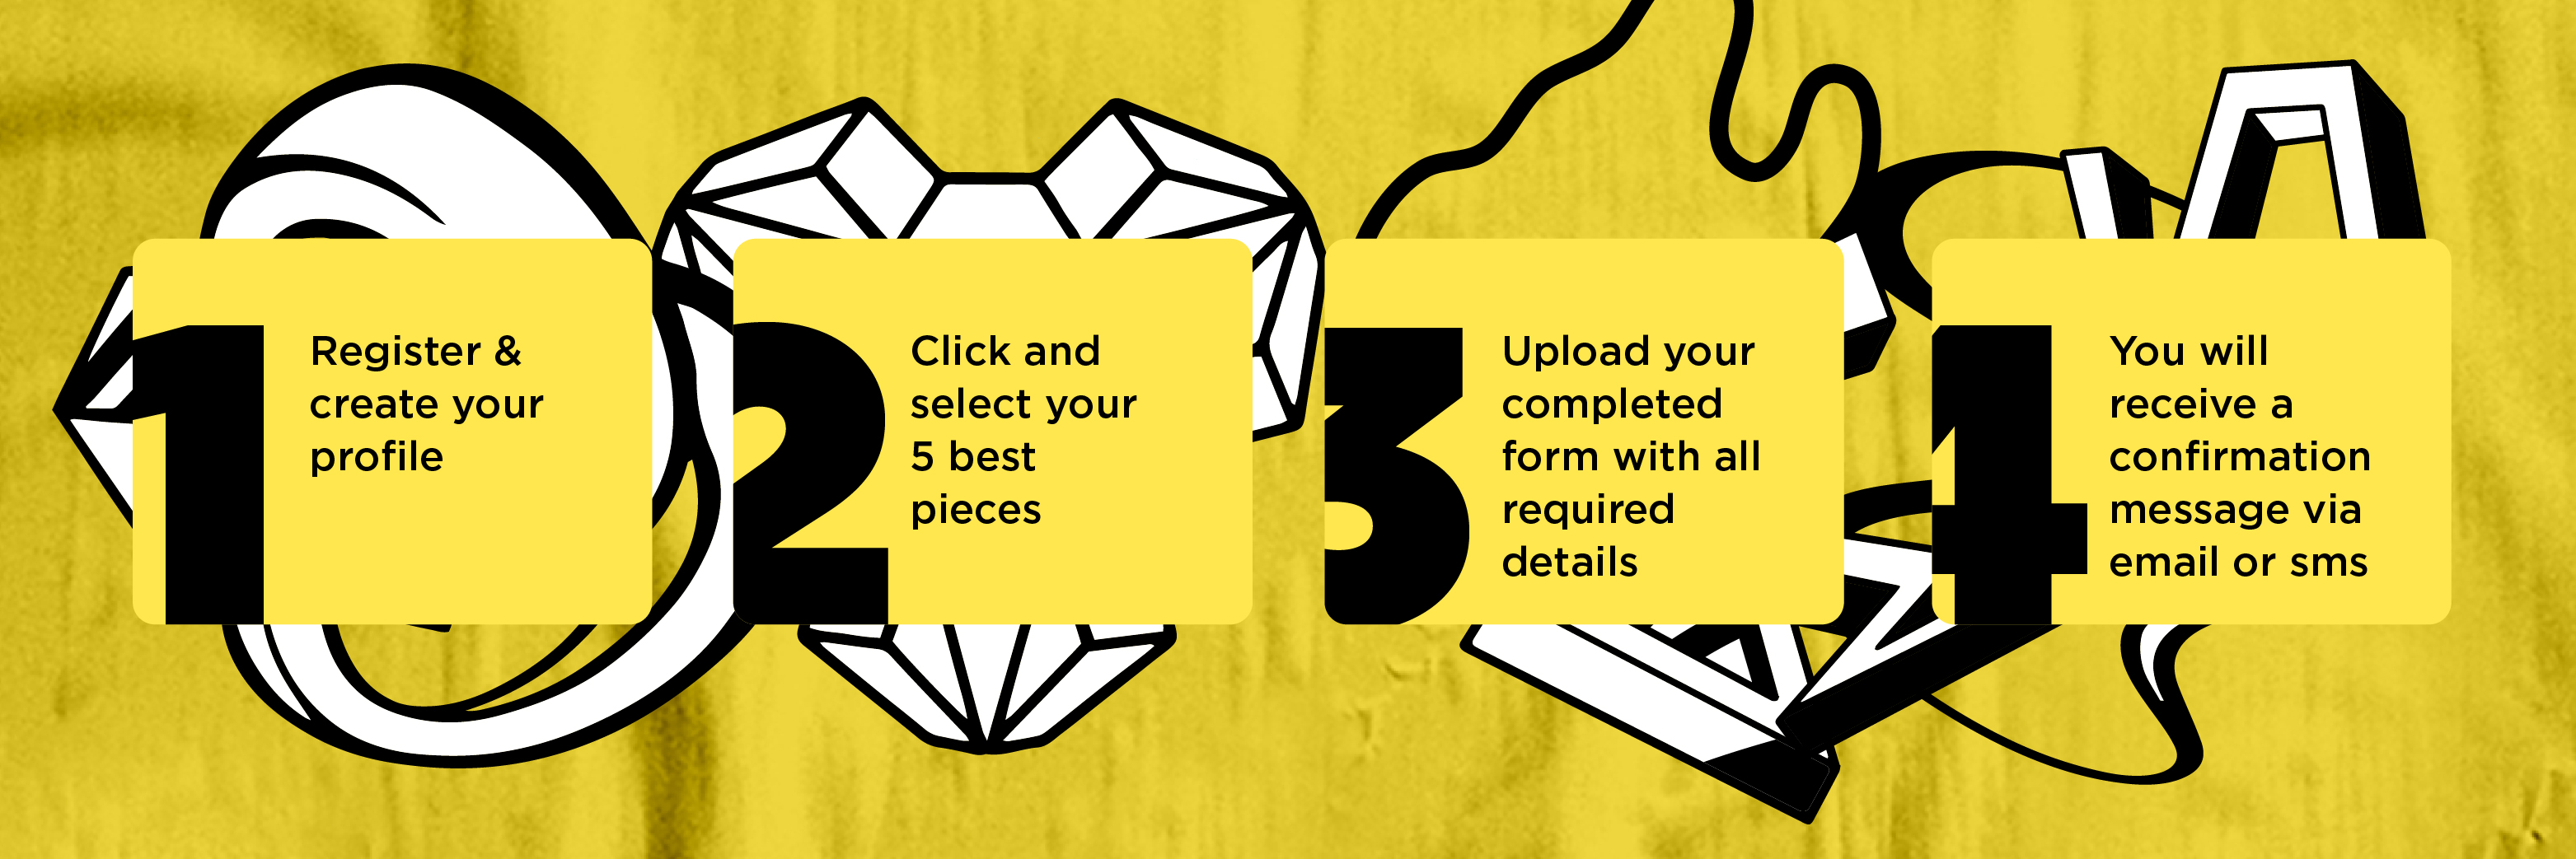 1
Register &
create your
profile
2
Click and
select your
5 best
pieces
3
Upload your
completed
form with all
required
details
4
You will
receive a
confirmation
message via
email or sms